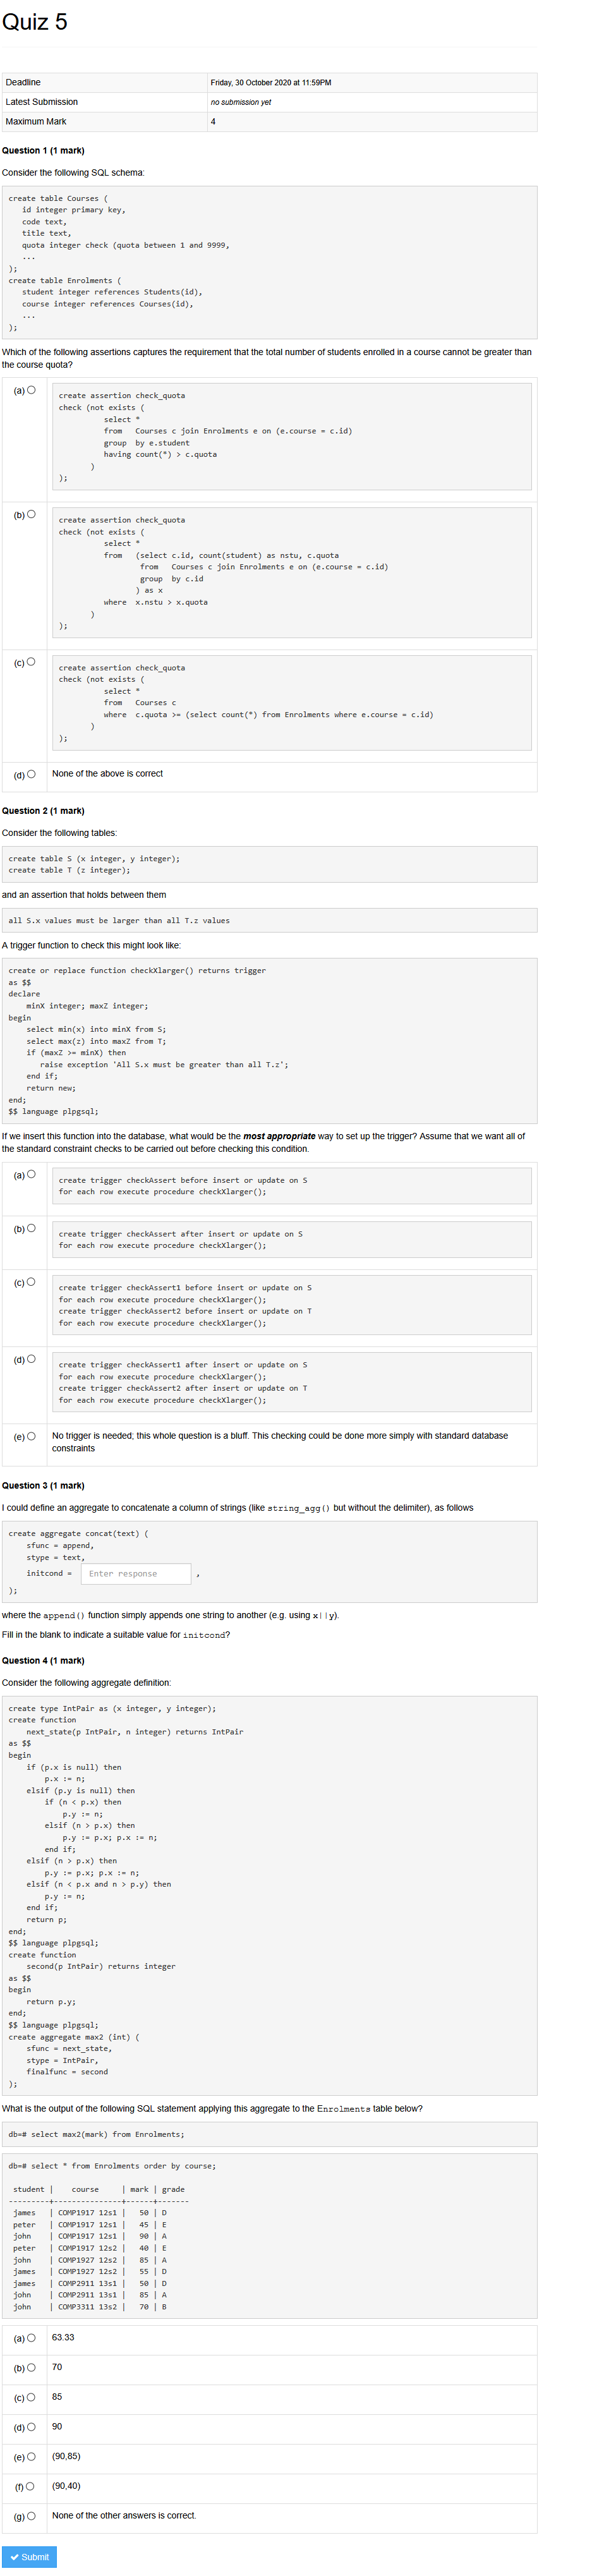 Quiz 5
Deadline Friday, 30 October 2020 at 11:59PM
Latest Submission no submission yet
Maximum Mark 4
Question 1 (1 mark)
Consider the following SQL schema:
create table Courses (
   id integer primary key,
   code text,
   title text,
   quota integer check (quota between 1 and 9999,
   ...
);
create table Enrolments (
   student integer references Students(id),
   course integer references Courses(id),
   ...
);
Which of the following assertions captures the requirement that the total number of students enrolled in a course cannot be greater than
the course quota?
(a)
create assertion check_quota
check (not exists (
          select *
          from   Courses c join Enrolments e on (e.course = c.id)
          group  by e.student
          having count(*) > c.quota
       )
);
(b)
create assertion check_quota
check (not exists (
          select *
          from   (select c.id, count(student) as nstu, c.quota
                  from   Courses c join Enrolments e on (e.course = c.id)
                  group  by c.id
                 ) as x
          where  x.nstu > x.quota
       )
);
(c)
create assertion check_quota
check (not exists (
          select *
          from   Courses c
          where  c.quota >= (select count(*) from Enrolments where e.course = c.id)
       )
);
(d) None of the above is correct
Question 2 (1 mark)
Consider the following tables:
create table S (x integer, y integer);
create table T (z integer);
and an assertion that holds between them
all S.x values must be larger than all T.z values
A trigger function to check this might look like:
create or replace function checkXlarger() returns trigger
as $$
declare
    minX integer; maxZ integer;
begin
    select min(x) into minX from S;
    select max(z) into maxZ from T;
    if (maxZ >= minX) then
       raise exception 'All S.x must be greater than all T.z';
    end if;
    return new;
end;
$$ language plpgsql;
If we insert this function into the database, what would be the most appropriate way to set up the trigger? Assume that we want all of
the standard constraint checks to be carried out before checking this condition.
(a)
create trigger checkAssert before insert or update on S
for each row execute procedure checkXlarger();
(b)
create trigger checkAssert after insert or update on S
for each row execute procedure checkXlarger();
(c)
create trigger checkAssert1 before insert or update on S
for each row execute procedure checkXlarger();
create trigger checkAssert2 before insert or update on T
for each row execute procedure checkXlarger();
(d)
create trigger checkAssert1 after insert or update on S
for each row execute procedure checkXlarger();
create trigger checkAssert2 after insert or update on T
for each row execute procedure checkXlarger();
(e) No trigger is needed; this whole question is a bluff. This checking could be done more simply with standard database
constraints
Question 3 (1 mark)
I could define an aggregate to concatenate a column of strings (like string_agg() but without the delimiter), as follows
create aggregate concat(text) (
    sfunc = append,
    stype = text,
    initcond = Enter response ,
);
where the append() function simply appends one string to another (e.g. using x||y).
Fill in the blank to indicate a suitable value for initcond?
Question 4 (1 mark)
Consider the following aggregate definition:
create type IntPair as (x integer, y integer);
create function
    next_state(p IntPair, n integer) returns IntPair
as $$
begin
    if (p.x is null) then
        p.x := n;
    elsif (p.y is null) then
        if (n < p.x) then
            p.y := n;
        elsif (n > p.x) then
            p.y := p.x; p.x := n;
        end if;
    elsif (n > p.x) then
        p.y := p.x; p.x := n;
    elsif (n < p.x and n > p.y) then
        p.y := n;
    end if;
    return p;
end;
$$ language plpgsql;
create function
    second(p IntPair) returns integer
as $$
begin
    return p.y;
end;
$$ language plpgsql;
create aggregate max2 (int) (
    sfunc = next_state,
    stype = IntPair,
    finalfunc = second
);
What is the output of the following SQL statement applying this aggregate to the Enrolments table below?
db=# select max2(mark) from Enrolments;
db=# select * from Enrolments order by course;
 student |    course     | mark | grade
---------+---------------+------+-------
 james   | COMP1917 12s1 |   50 | D
 peter   | COMP1917 12s1 |   45 | E
 john    | COMP1917 12s1 |   90 | A
 peter   | COMP1917 12s2 |   40 | E
 john    | COMP1927 12s2 |   85 | A
 james   | COMP1927 12s2 |   55 | D
 james   | COMP2911 13s1 |   50 | D
 john    | COMP2911 13s1 |   85 | A
 john    | COMP3311 13s2 |   70 | B
(a) 63.33
(b) 70
(c) 85
(d) 90
(e) (90,85)
(f) (90,40)
(g) None of the other answers is correct.
Submit